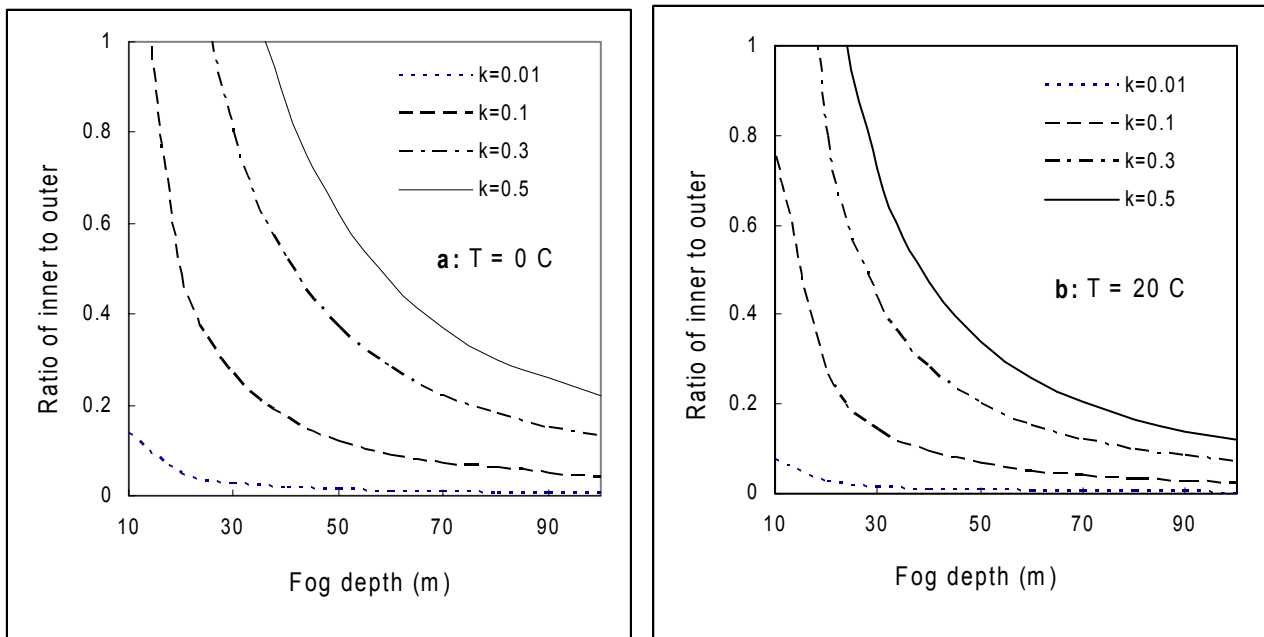 1
0.8
0.6
0.4
0.2
0
Ratio of inner to outer
10 30 50 70 90
Fog depth (m)
k=0.01
k=0.1
k=0.3
k=0.5
a: T = 0 C
1
0.8
0.6
0.4
0.2
0
Ratio of inner to outer
10 30 50 70 90
Fog depth (m)
k=0.01
k=0.1
k=0.3
k=0.5
b: T = 20 C